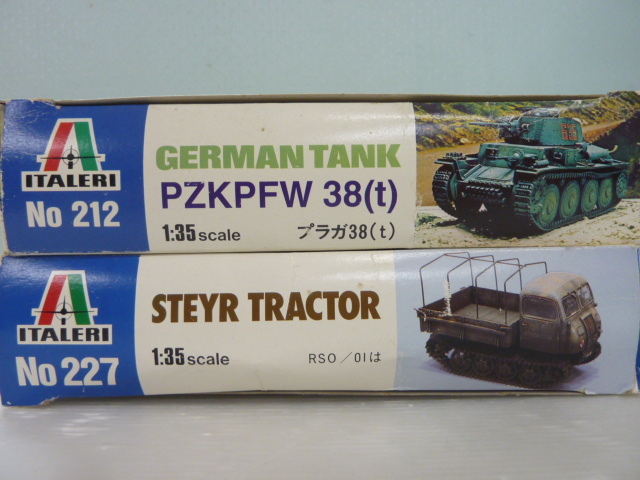 ITALERI
No 212
GERMAN TANK
PZKPFW 38(t)
1:35 scale
プラガ38(t)
ITALERI
No 227
STEYR TRACTOR
1:35 scale
RSO/01は